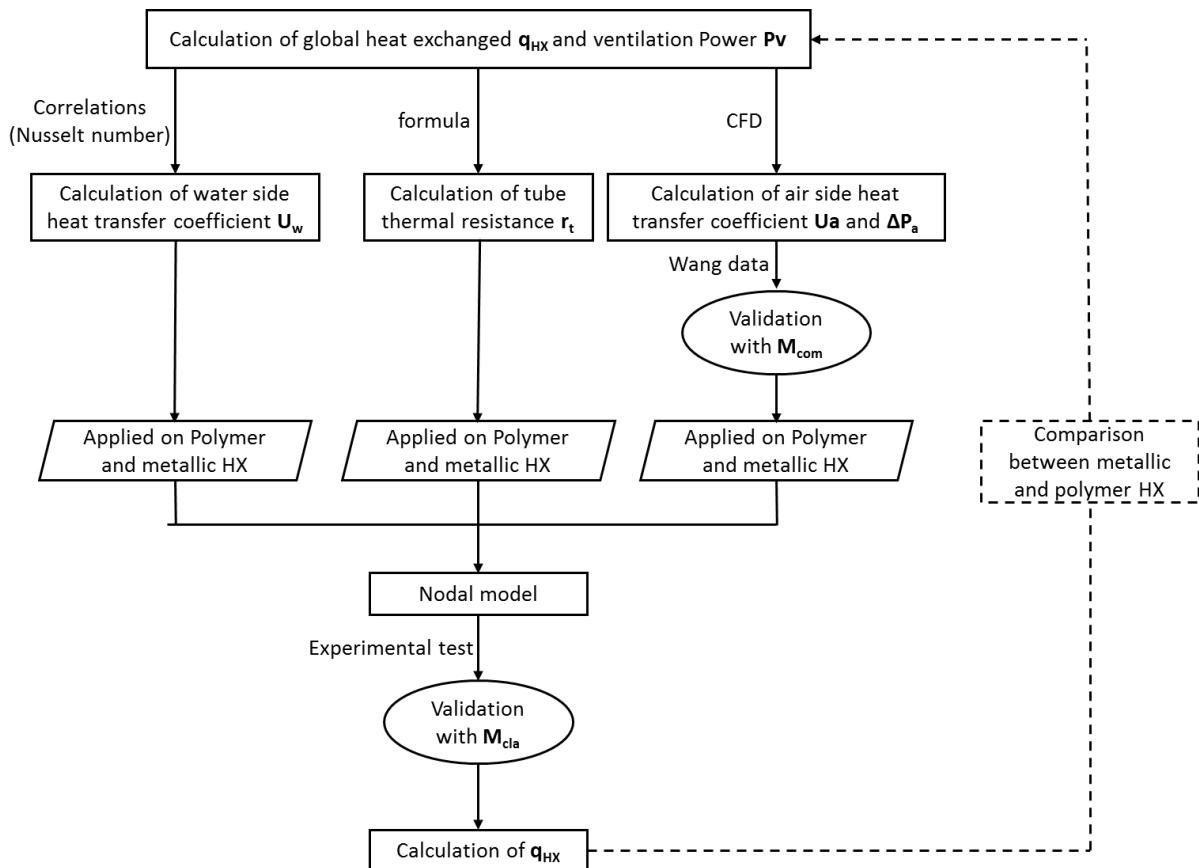 Calculation of global heat exchanged qHX and ventilation Power Pv
Correlations
(Nusselt number)
formula
CFD
Calculation of water side
heat transfer coefficient Uw
Calculation of tube
thermal resistance rt
Calculation of air side heat
transfer coefficient Ua and ΔPa
Wang data
Validation
with Mcom
Applied on Polymer
and metallic HX
Applied on Polymer
and metallic HX
Applied on Polymer
and metallic HX
Comparison
between metallic
and polymer HX
Nodal model
Experimental test
Validation
with Mcla
Calculation of qHX